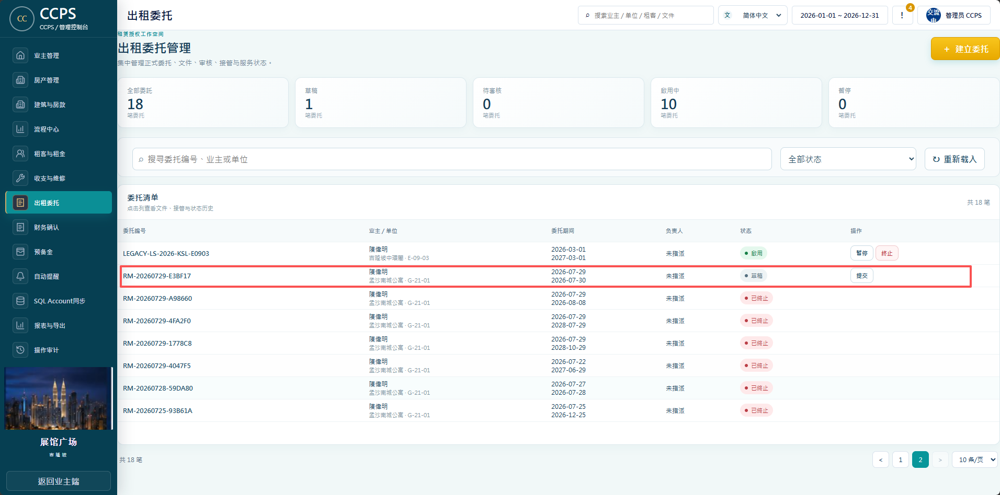 CC
CCPS
CCPS / 管理控制台
业主管理
房产管理
建筑与房款
流程中心
租客与租金
收支与维修
出租委托
财务确认
预备金
自动提醒
SQL Account同步
报表与导出
操作审计
展馆广场
吉隆坡
返回业主端
出租委托
搜索业主 / 单位 / 租客 / 文件
文
简体中文
2026-01-01 ~ 2026-12-31
!
4
交流电
管理员 CCPS
租赁授权工作空间
出租委托管理
集中管理正式委托、文件、审核、接管与服务状态。
+ 建立委托
全部委託
18
笔委托
草稿
1
笔委托
待審核
0
笔委托
啟用中
10
笔委托
暫停
0
笔委托
搜寻委托编号、业主或单位
全部状态
↻ 重新载入
委托清单
点击列查看文件、接管与状态历史
共 18 笔
委托编号 业主 / 单位 委托期间 负责人 状态 操作
LEGACY-LS-2026-KSL-E0903 陳偉明 吉隆坡中環閣 · E-09-03 2026-03-01 2027-03-01 未指派 啟用 暫停 终止
RM-20260729-E3BF17 陳偉明 孟沙南城公寓 · G-21-01 2026-07-29 2026-07-30 未指派 草稿 提交
RM-20260729-A98660 陳偉明 孟沙南城公寓 · G-21-01 2026-07-29 2026-08-08 未指派 已终止
RM-20260729-4FA2F0 陳偉明 孟沙南城公寓 · G-21-01 2026-07-29 2028-07-29 未指派 已终止
RM-20260729-1778C8 陳偉明 孟沙南城公寓 · G-21-01 2026-07-29 2028-10-29 未指派 已终止
RM-20260729-4047F5 陳偉明 孟沙南城公寓 · G-21-01 2026-07-22 2027-06-29 未指派 已终止
RM-20260728-59DA80 陳偉明 孟沙南城公寓 · G-21-01 2026-07-27 2026-07-28 未指派 已终止
RM-20260725-93B61A 陳偉明 孟沙南城公寓 · G-21-01 2026-07-25 2026-12-25 未指派 已终止
共 18 笔
< 1 2 > 10 条/页